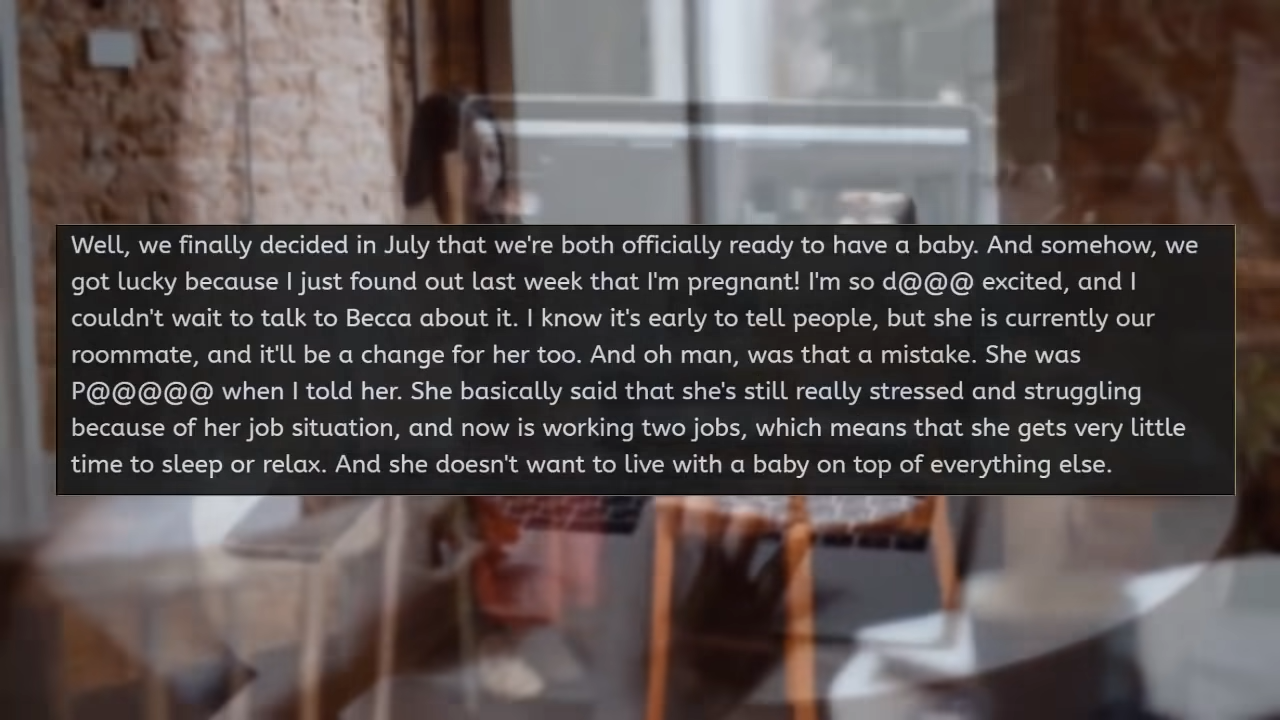 Well, we finally decided in July that we're both officially ready to have a baby. And somehow, we
got lucky because I just found out last week that I'm pregnant! I'm so d@@@ excited, and I
couldn't wait to talk to Becca about it. I know it's early to tell people, but she is currently our
roommate, and it'll be a change for her too. And oh man, was that a mistake. She was
P@@@@@ when I told her. She basically said that she's still really stressed and struggling
because of her job situation, and now is working two jobs, which means that she gets very little
time to sleep or relax. And she doesn't want to live with a baby on top of everything else.